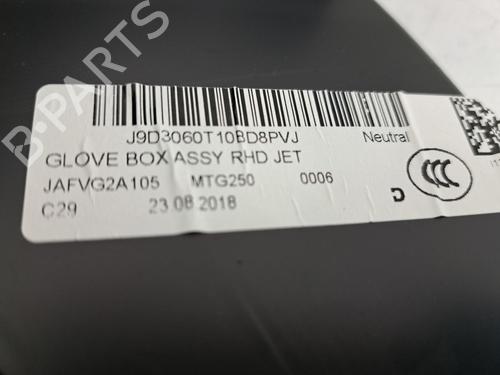 B-PARTS
J9D3060T10BD8PVJ Neutral
GLOVE BOX ASSY RHD JET
JAFVG2A105 MTG250 0006
C29 23.08.2018